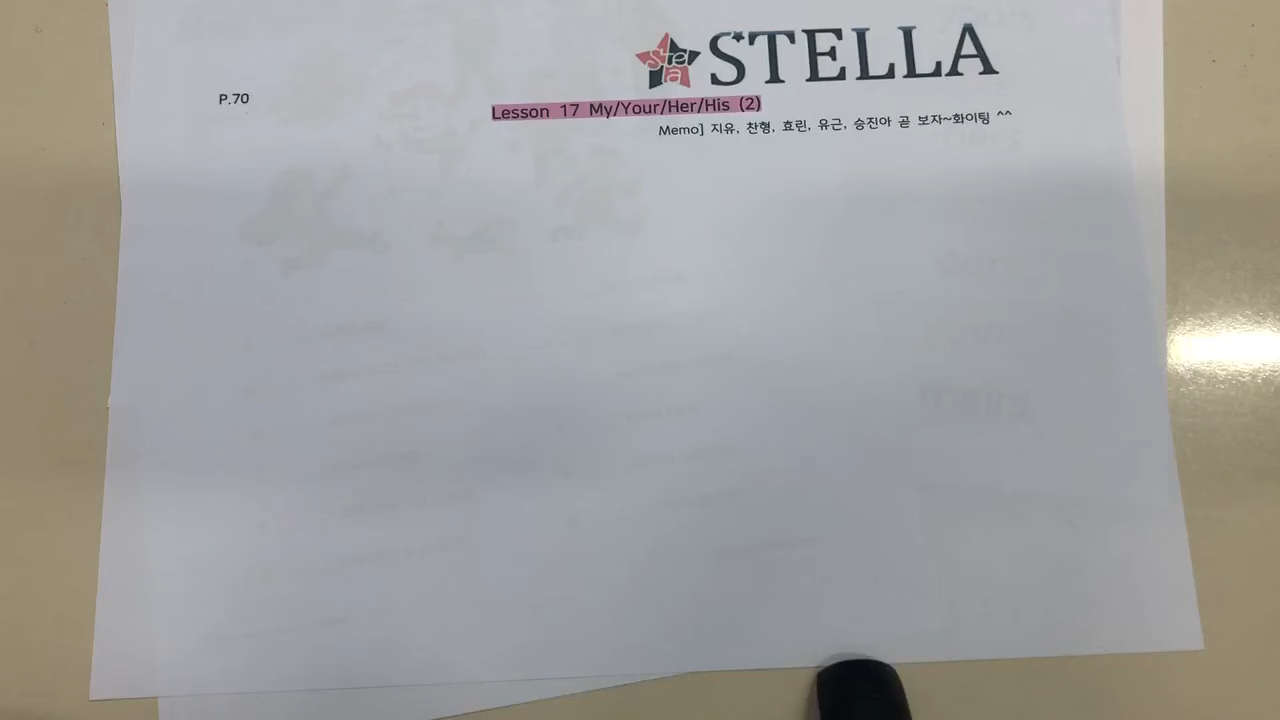 Stella STELLA
P.70
Lesson 17 My/Your/Her/His (2)
Memo] 지유, 찬형, 효린, 유근, 승진아 곧 보자~화이팅 ^^